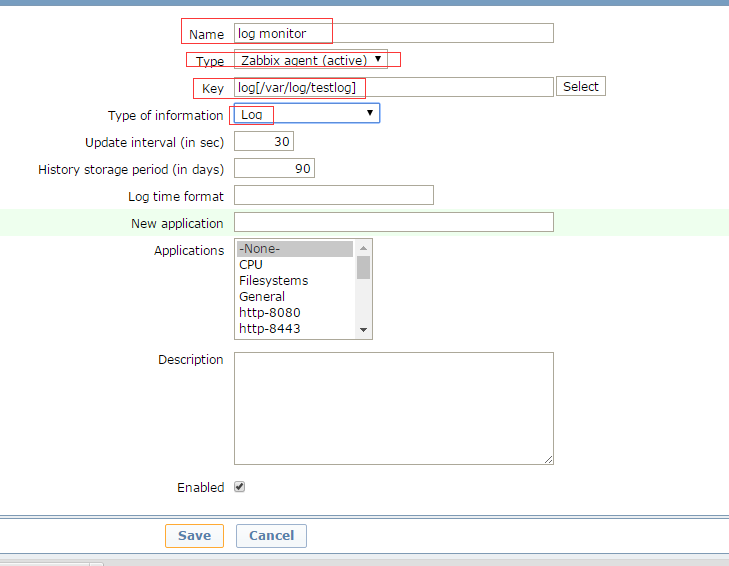 Name log monitor
Type Zabbix agent (active)
Key log[/var/log/testlog] Select
Type of information Log
Update interval (in sec) 30
History storage period (in days) 90
Log time format
New application
Applications -None-
CPU
Filesystems
General
http-8080
http-8443
Description
Enabled
Save Cancel